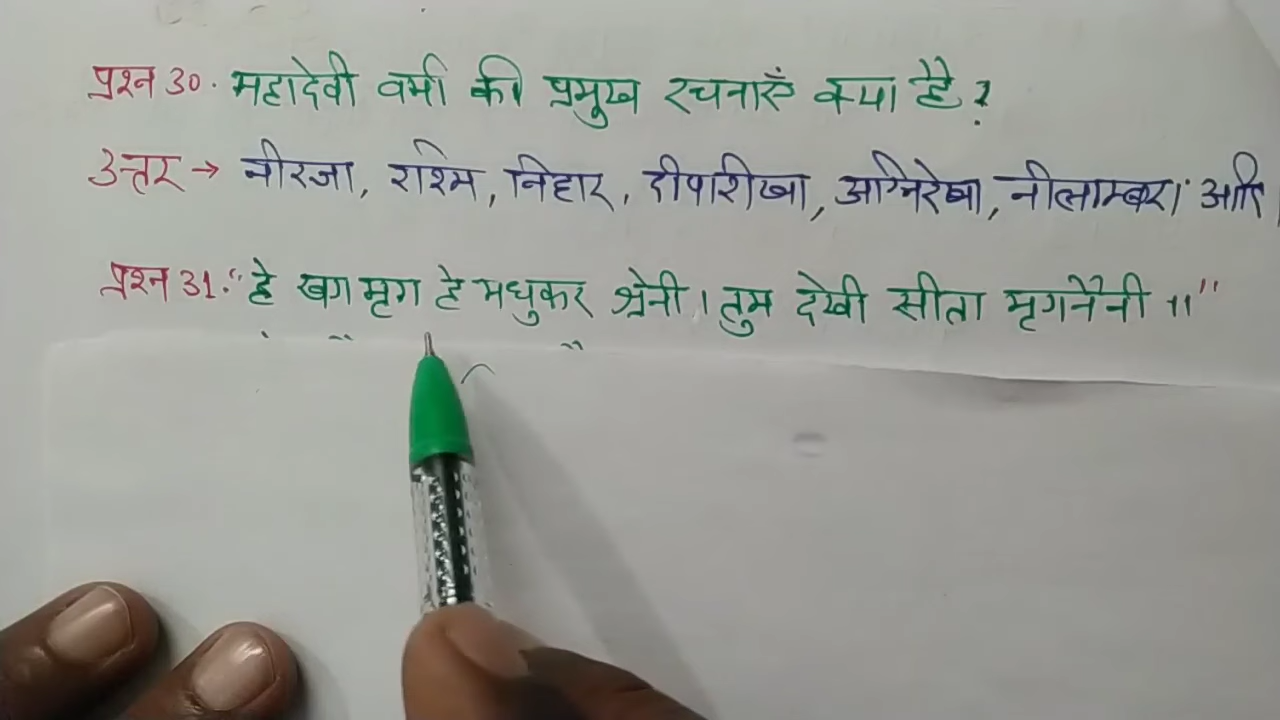 प्रश्न 30. महादेवी वर्मा की प्रमुख रचनाएँ क्या है ?
उत्तर → नीरजा, रश्मि, निहार, दीपशिखा, अग्निरेखा, नीलाम्बरा आदि
प्रश्न 31. "हे खग मृग हे मधुकर श्रेनी । तुम देखी सीता मृगनैनी ॥"